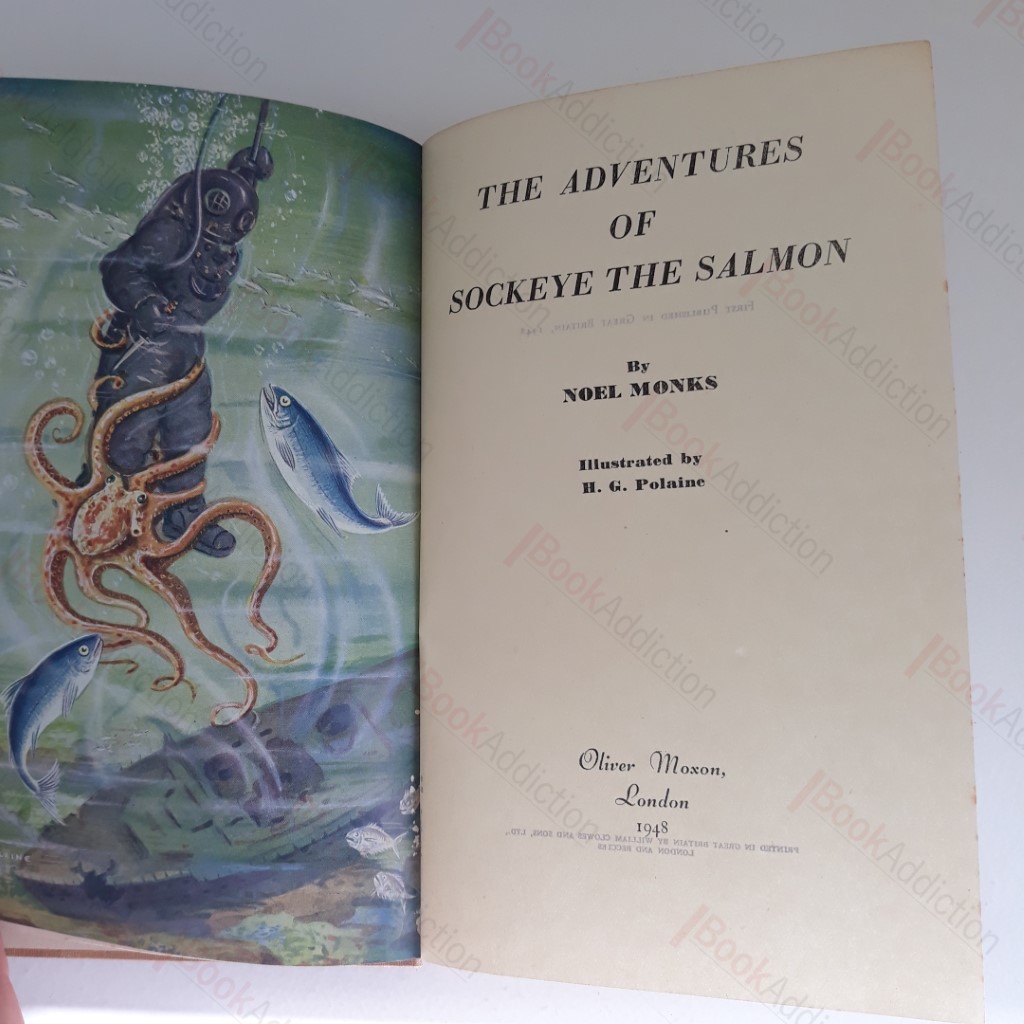 THE ADVENTURES
OF
SOCKEYE THE SALMON
FIRST PUBLISHED IN GREAT BRITAIN, 1948
By
NOEL MONKS
Illustrated by
H. G. Polaine
Oliver Moxon,
London
1948
PRINTED IN GREAT BRITAIN BY WILLIAM CLOWES AND SONS, LTD.,
LONDON AND BECCLES
BookAddiction